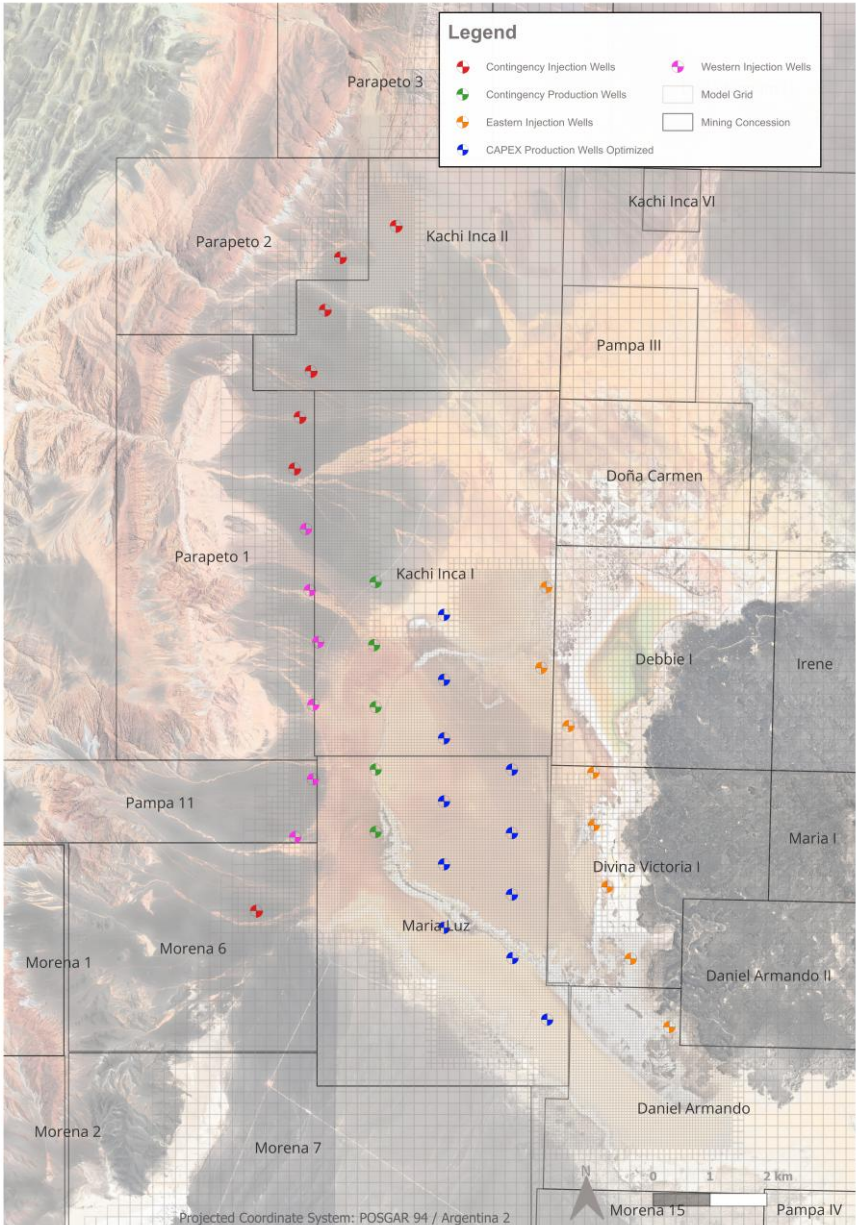 Legend
Contingency Injection Wells
Western Injection Wells
Contingency Production Wells
Model Grid
Eastern Injection Wells
Mining Concession
CAPEX Production Wells Optimized
Parapeto 3
Kachi Inca VI
Parapeto 2
Kachi Inca II
Pampa III
Doña Carmen
Parapeto 1
Kachi Inca I
Debbie I
Irene
Pampa 11
Maria I
Divina Victoria I
Maria Luz
Morena 6
Morena 1
Daniel Armando II
Daniel Armando
Morena 2
Morena 7
N
0 1 2 km
Morena 15
Pampa IV
Projected Coordinate System: POSGAR 94 / Argentina 2